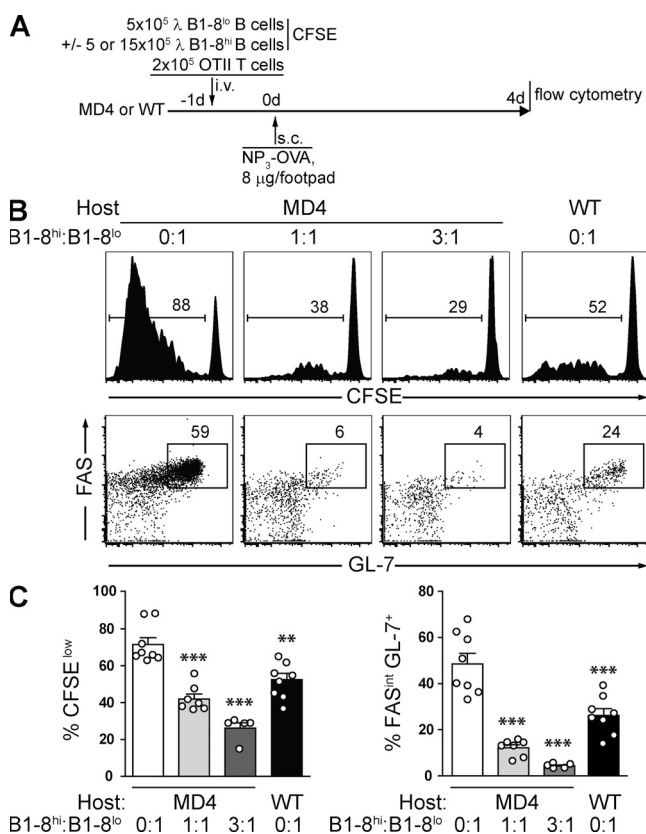 A
5x10⁵ λ B1-8ˡᵒ B cells
+/- 5 or 15x10⁵ λ B1-8ʰⁱ B cells
CFSE
2x10⁵ OTII T cells
i.v.
-1d 0d 4d
flow cytometry
MD4 or WT
s.c.
NP₃-OVA,
8 μg/footpad
B
Host MD4 WT
B1-8ʰⁱ:B1-8ˡᵒ 0:1 1:1 3:1 0:1
88 38 29 52
CFSE
59 6 4 24
FAS
GL-7
C
% CFSE ˡᵒʷ
100
80
60
40
20
0
*** *** **
Host: MD4 WT
B1-8ʰⁱ:B1-8ˡᵒ 0:1 1:1 3:1 0:1
% FASⁱⁿᵗ GL-7⁺
80
60
40
20
0
*** *** ***
Host: MD4 WT
B1-8ʰⁱ:B1-8ˡᵒ 0:1 1:1 3:1 0:1